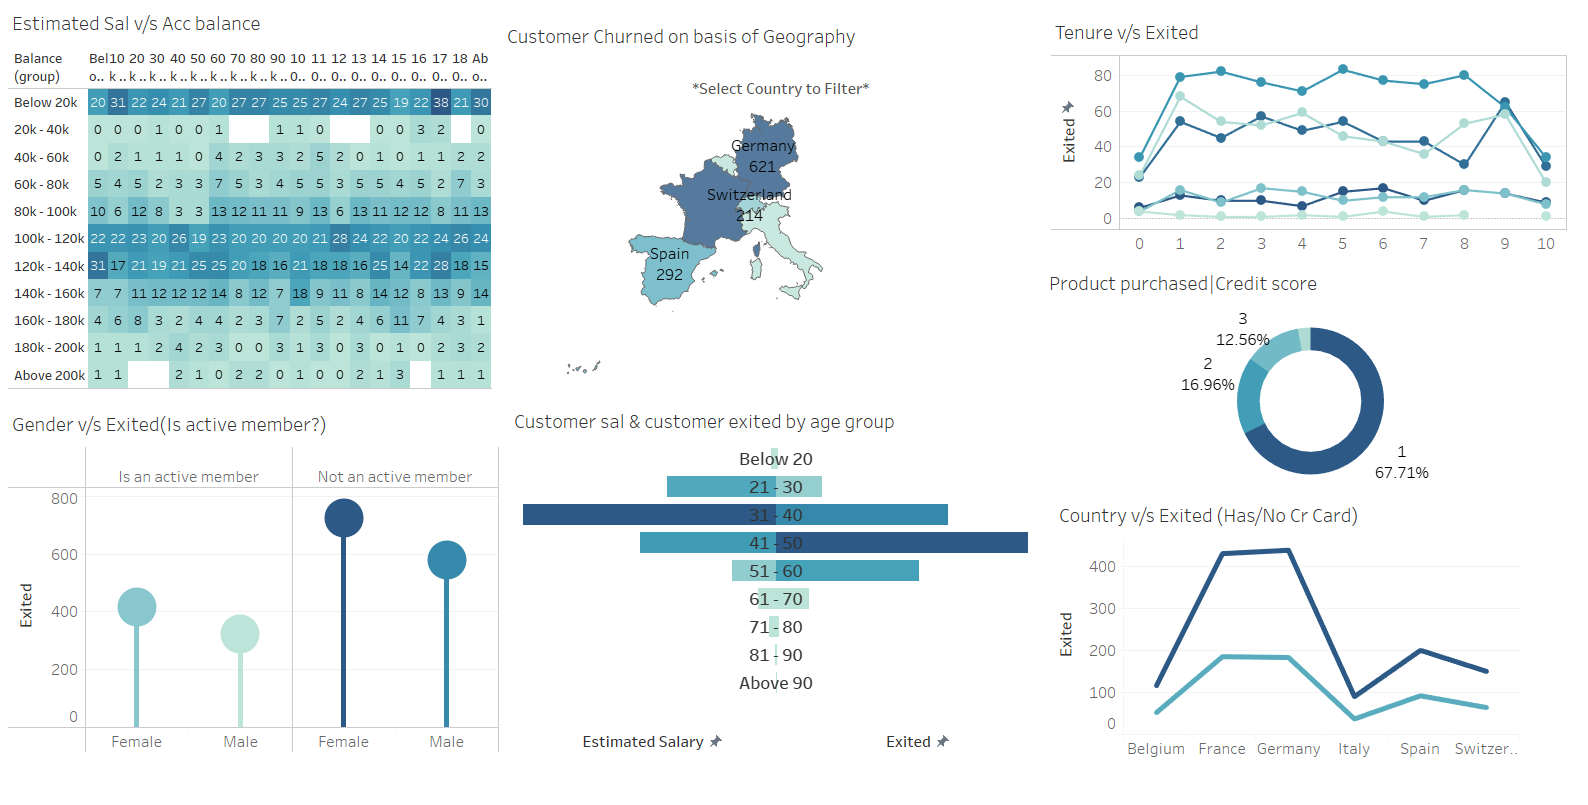 Estimated Sal v/s Acc balance
Balance (group)
Bel o.. 10 k .. 20 k .. 30 k .. 40 k .. 50 k .. 60 k .. 70 k .. 80 k .. 90 k .. 10 0.. 11 0.. 12 0.. 13 0.. 14 0.. 15 0.. 16 0.. 17 0.. 18 0.. Ab o..
Below 20k 20 31 22 24 21 27 20 27 27 25 25 27 24 27 25 19 22 38 21 30
20k - 40k 0 0 0 1 0 0 1 1 1 0 0 0 3 2 0
40k - 60k 0 2 1 1 1 0 4 2 3 3 2 5 2 0 1 0 1 1 2 2
60k - 80k 5 4 5 2 3 3 7 5 3 4 5 5 3 5 5 4 5 2 7 3
80k - 100k 10 6 12 8 3 3 13 12 11 11 9 13 6 13 11 12 12 8 11 13
100k - 120k 22 22 23 20 26 19 23 20 20 20 20 21 28 24 22 20 22 24 26 24
120k - 140k 31 17 21 19 21 25 25 20 18 16 21 18 18 16 25 14 22 28 18 15
140k - 160k 7 7 11 12 12 12 14 8 12 7 18 9 11 8 14 12 8 13 9 14
160k - 180k 4 6 8 3 2 4 4 2 3 7 2 5 2 4 6 11 7 4 3 1
180k - 200k 1 1 1 2 4 2 3 0 0 3 1 3 0 3 0 1 0 2 3 2
Above 200k 1 1 2 1 0 2 2 0 1 0 0 2 1 3 1 1 1
Customer Churned on basis of Geography
*Select Country to Filter*
Germany
621
Switzerland
214
Spain
292
Tenure v/s Exited
Exited
80
60
40
20
0
0 1 2 3 4 5 6 7 8 9 10
Product purchased|Credit score
3
12.56%
2
16.96%
1
67.71%
Gender v/s Exited(Is active member?)
Is an active member Not an active member
Exited
800
600
400
200
0
Female Male Female Male
Customer sal & customer exited by age group
Below 20
21 - 30
31 - 40
41 - 50
51 - 60
61 - 70
71 - 80
81 - 90
Above 90
Estimated Salary Exited
Country v/s Exited (Has/No Cr Card)
Exited
400
300
200
100
0
Belgium France Germany Italy Spain Switzer..